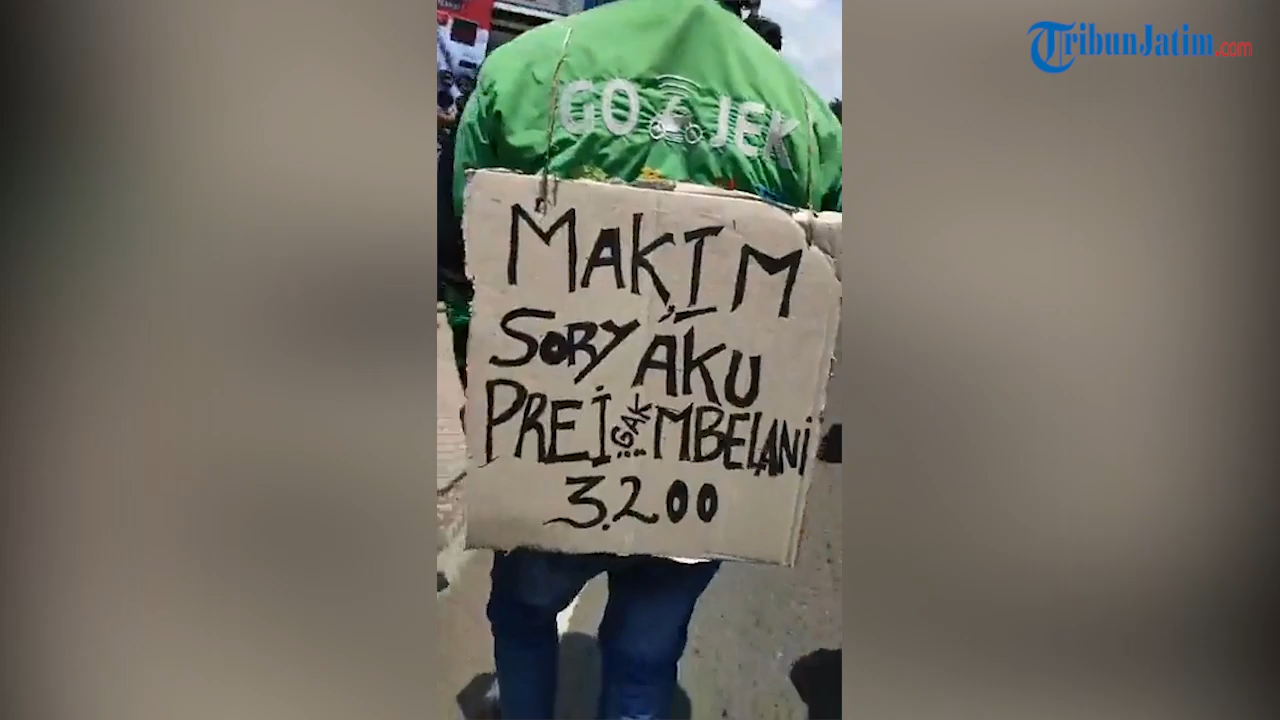 TribunJatim.com
GO JEK
MAKIM
SORY AKU
PREI GAK MBELANI
3.200